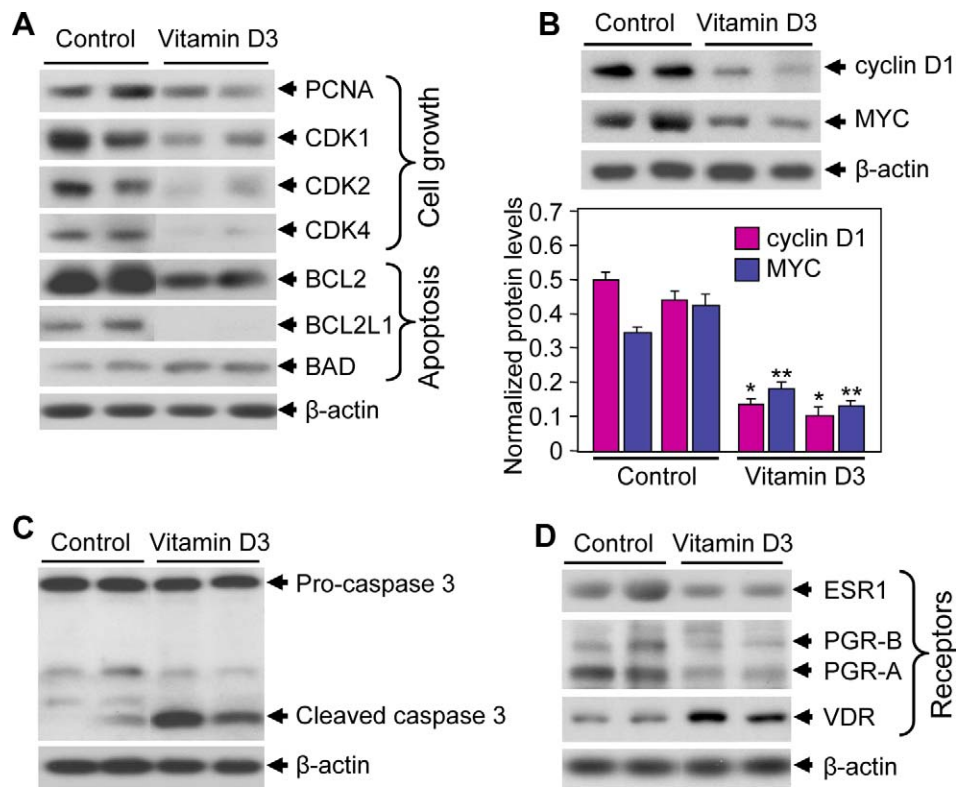 A
Control Vitamin D3
PCNA
CDK1
CDK2
CDK4
Cell growth
BCL2
BCL2L1
BAD
Apoptosis
β-actin
B
Control Vitamin D3
cyclin D1
MYC
β-actin
Normalized protein levels
0.7
0.6
0.5
0.4
0.3
0.2
0.1
0
cyclin D1
MYC
* ** * **
Control Vitamin D3
C
Control Vitamin D3
Pro-caspase 3
Cleaved caspase 3
β-actin
D
Control Vitamin D3
ESR1
PGR-B
PGR-A
VDR
Receptors
β-actin